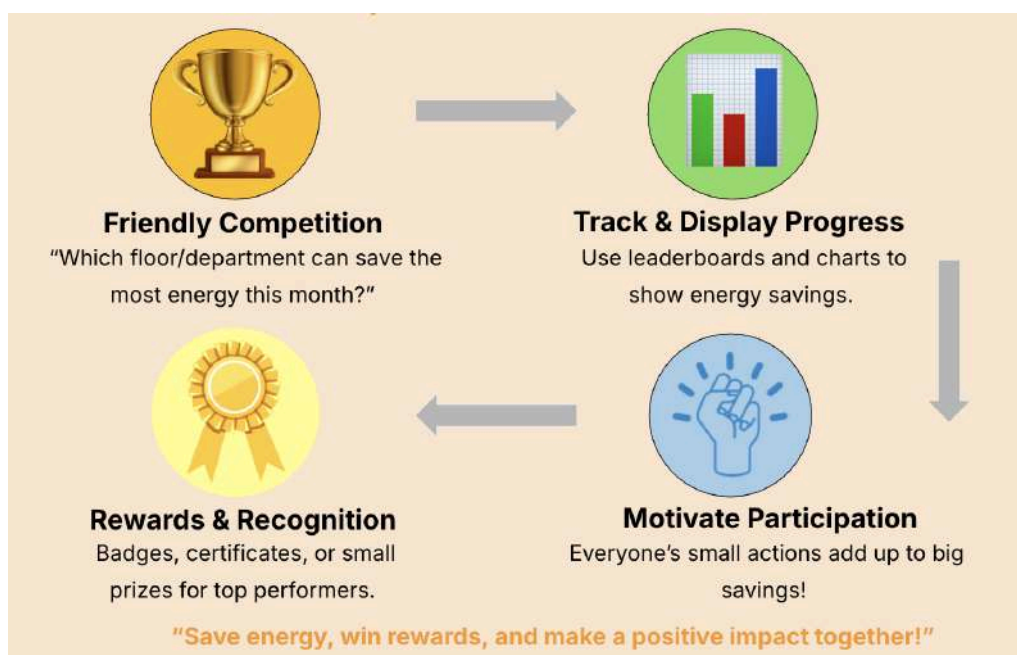 Friendly Competition
“Which floor/department can save the
most energy this month?”
Track & Display Progress
Use leaderboards and charts to
show energy savings.
Motivate Participation
Everyone’s small actions add up to big
savings!
Rewards & Recognition
Badges, certificates, or small
prizes for top performers.
“Save energy, win rewards, and make a positive impact together!”